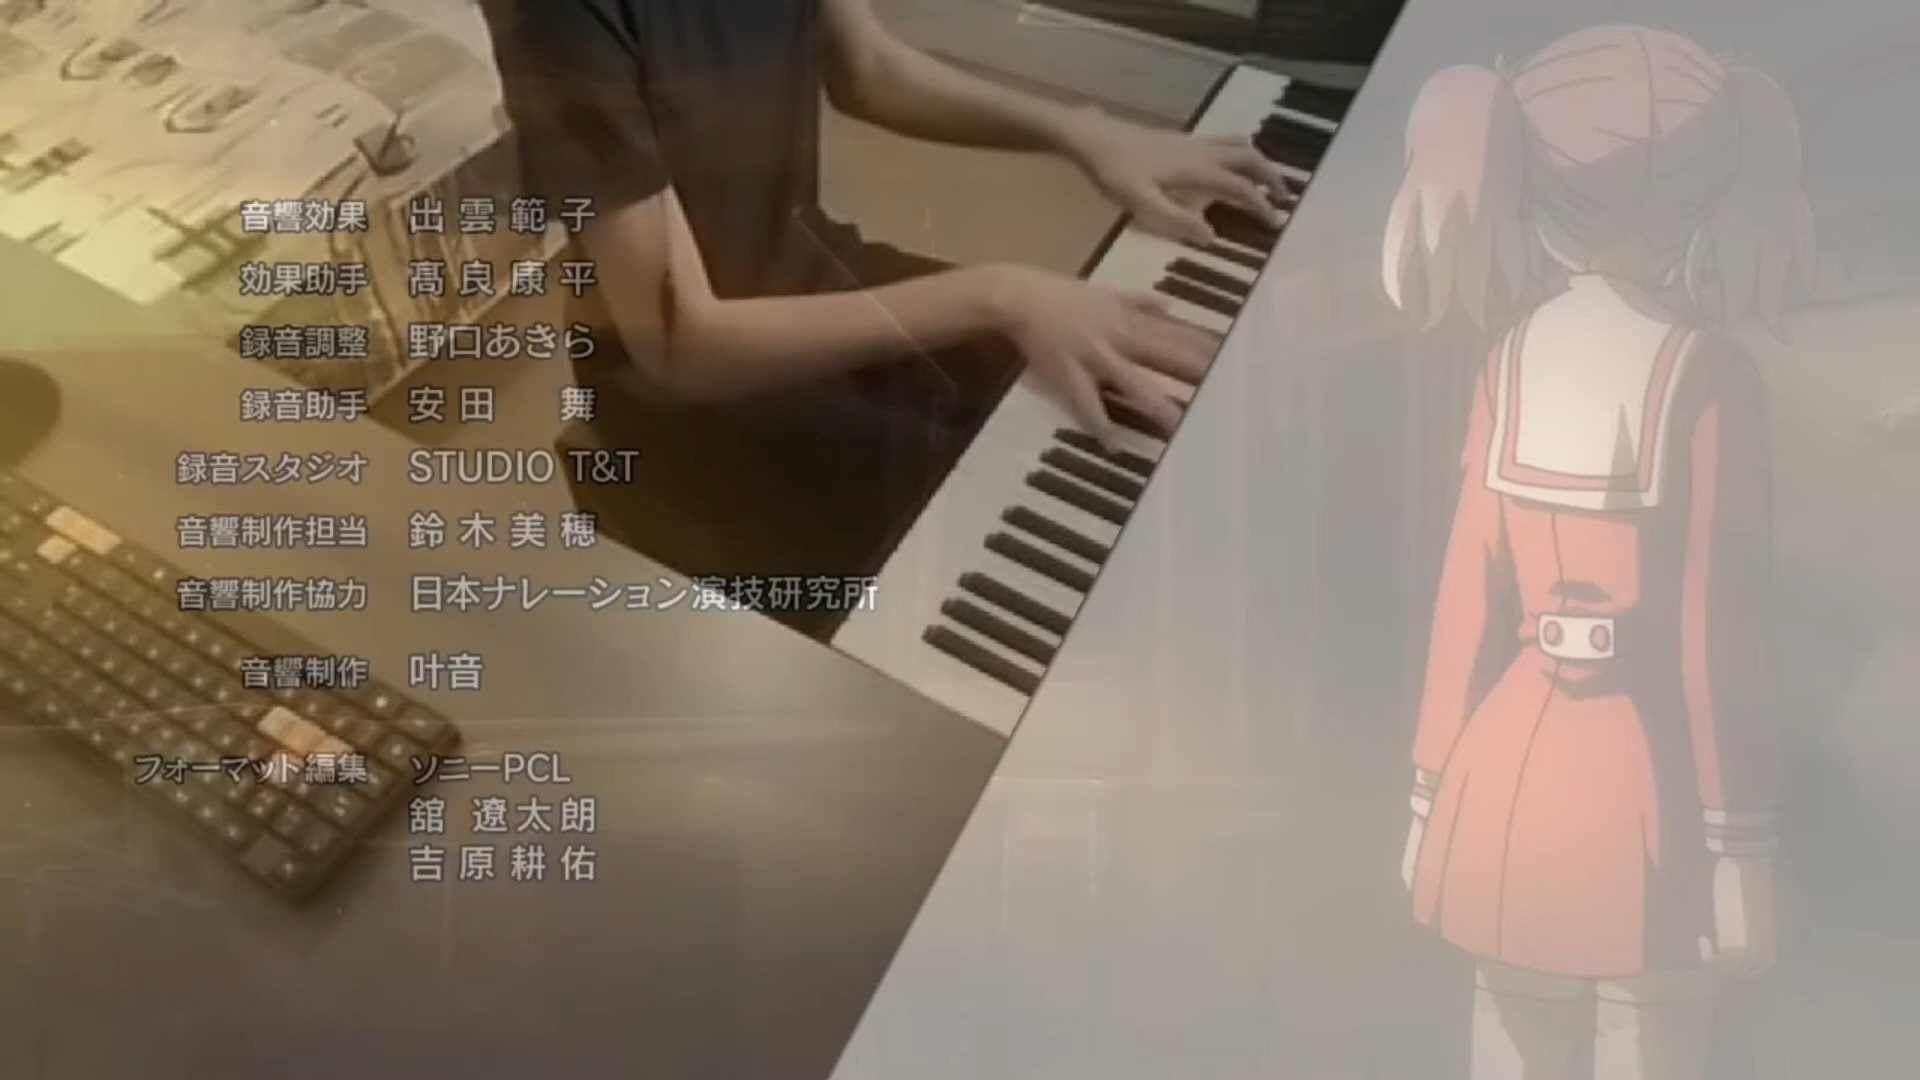 音響効果 出雲範子
効果助手 髙良康平
録音調整 野口あきら
録音助手 安田 舞
録音スタジオ STUDIO T&T
音響制作担当 鈴木美穂
音響制作協力 日本ナレーション演技研究所
音響制作 叶音
フォーマット編集 ソニーPCL
舘 遼太朗
吉原耕佑